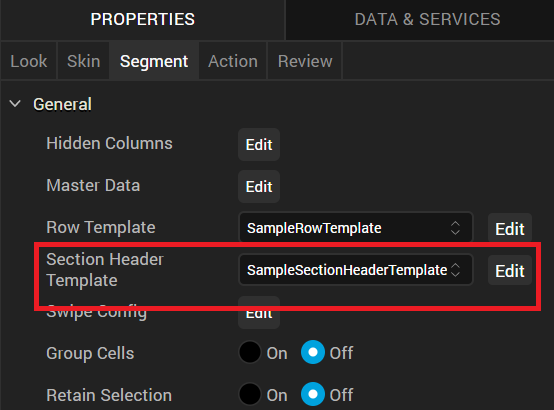 PROPERTIES DATA & SERVICES
Look Skin Segment Action Review
General
Hidden Columns Edit
Master Data Edit
Row Template SampleRowTemplate Edit
Section Header
Template SampleSectionHeaderTemplate Edit
Swipe Config Edit
Group Cells On Off
Retain Selection On Off